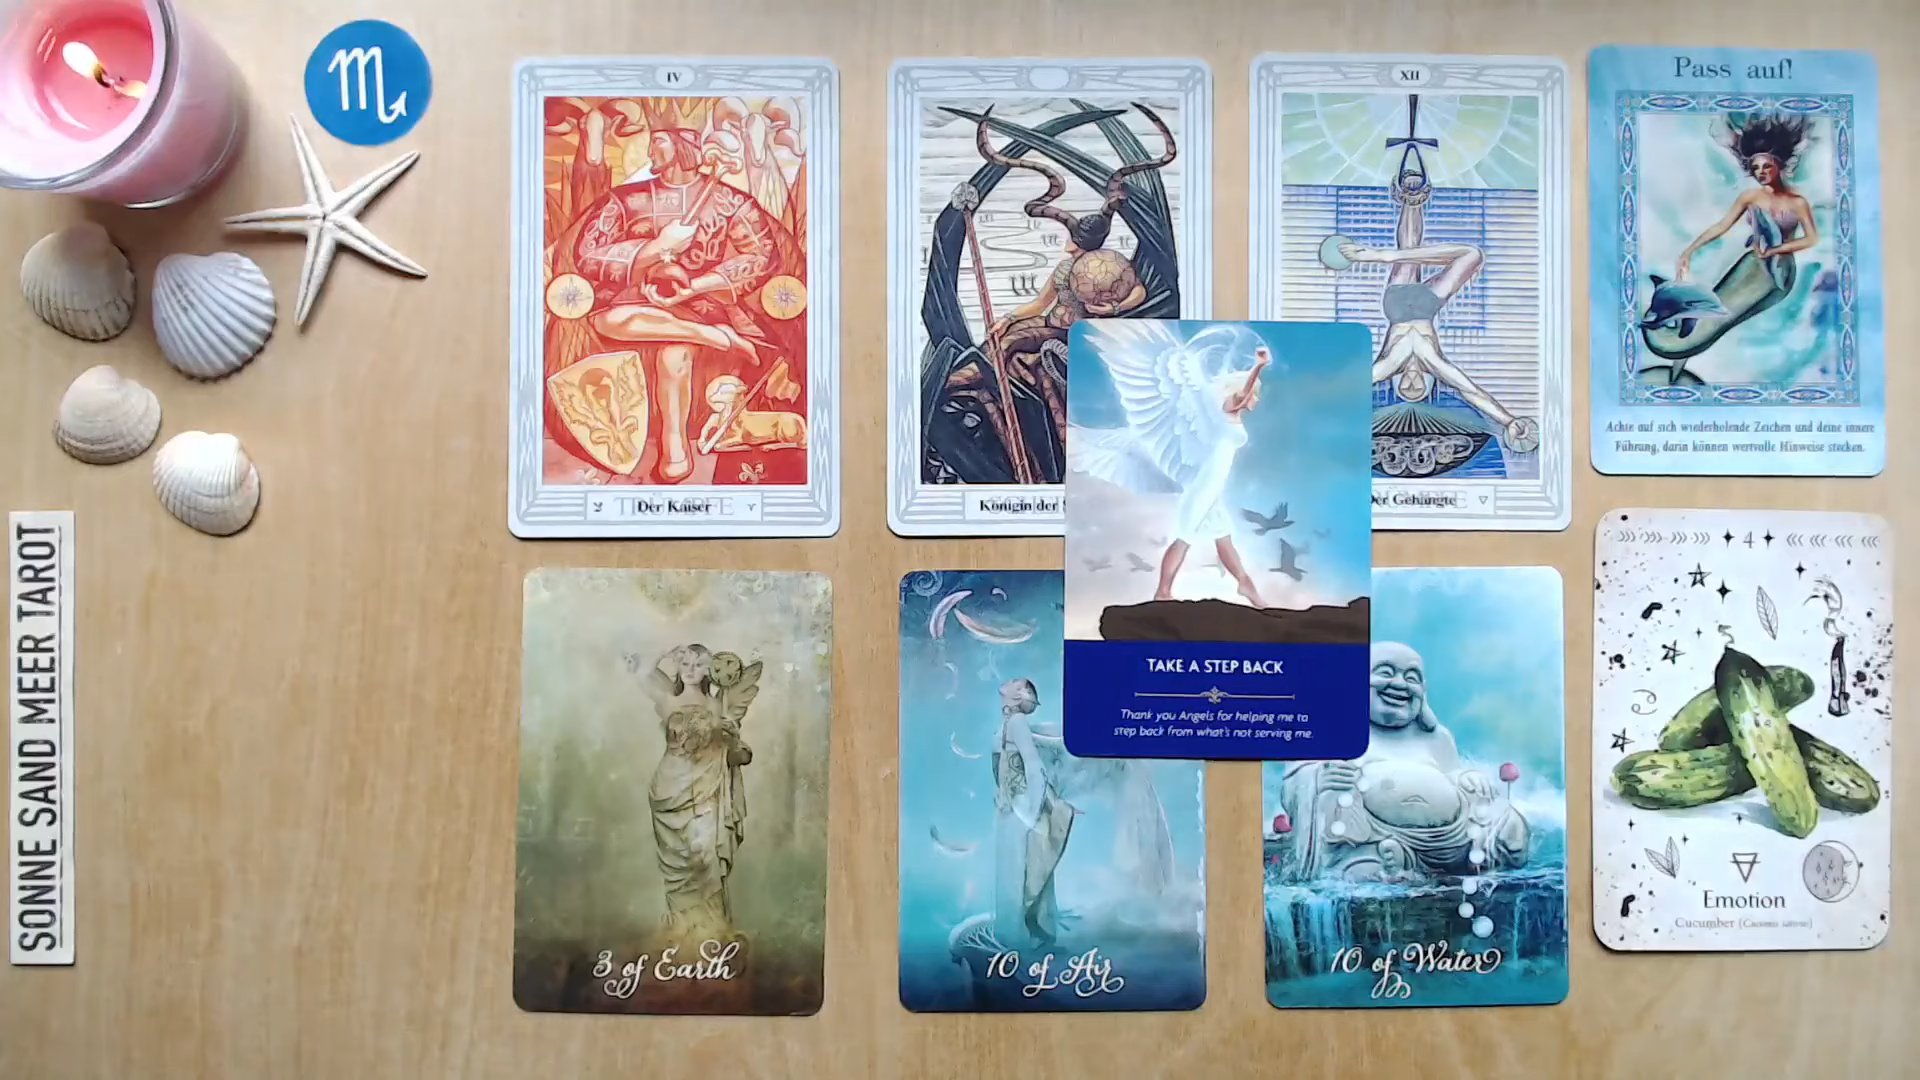 SONNE SAND MEER TAROT
IV
Der Kaiser
Königin der
XII
Der Gehängte
Pass auf!
Achte auf sich wiederholende Zeichen und deine innere
Führung, darin können wertvolle Hinweise stecken.
TAKE A STEP BACK
Thank you Angels for helping me to
step back from what's not serving me.
3 of Earth
10 of Air
10 of Water
4
Emotion
Cucumber (Cucumis sativus)